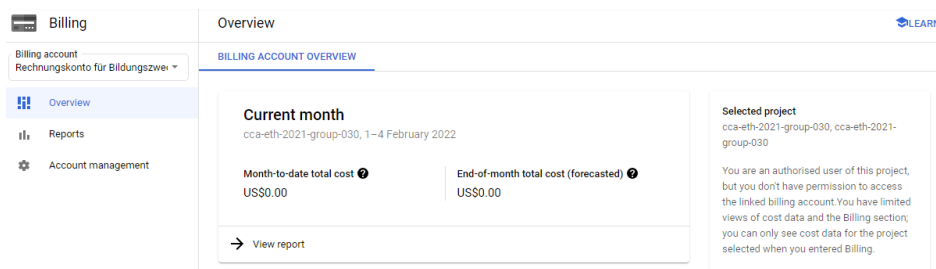 Billing
Overview
LEARN
Billing account
Rechnungskonto für Bildungszwe
BILLING ACCOUNT OVERVIEW
Overview
Reports
Account management
Current month
cca-eth-2021-group-030, 1–4 February 2022
Month-to-date total cost
End-of-month total cost (forecasted)
US$0.00
US$0.00
View report
Selected project
cca-eth-2021-group-030, cca-eth-2021-
group-030
You are an authorised user of this project,
but you don't have permission to access
the linked billing account.You have limited
views of cost data and the Billing section;
you can only see cost data for the project
selected when you entered Billing.